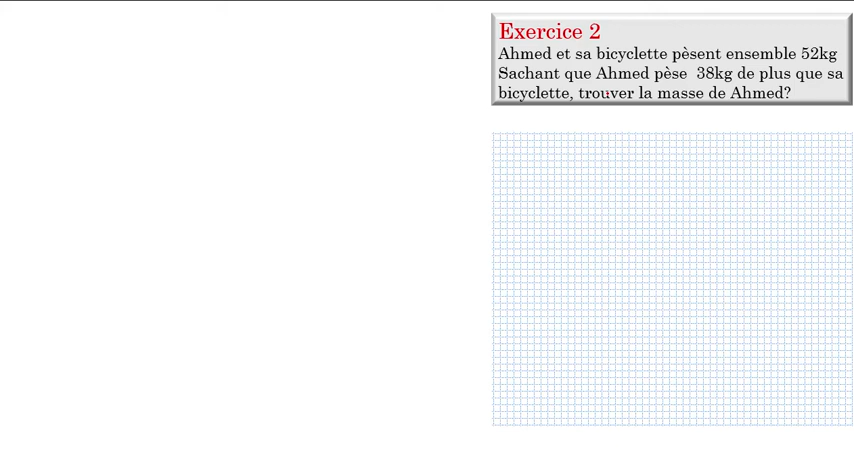 Exercice 2
Ahmed et sa bicyclette pèsent ensemble 52kg
Sachant que Ahmed pèse 38kg de plus que sa
bicyclette, trouver la masse de Ahmed?